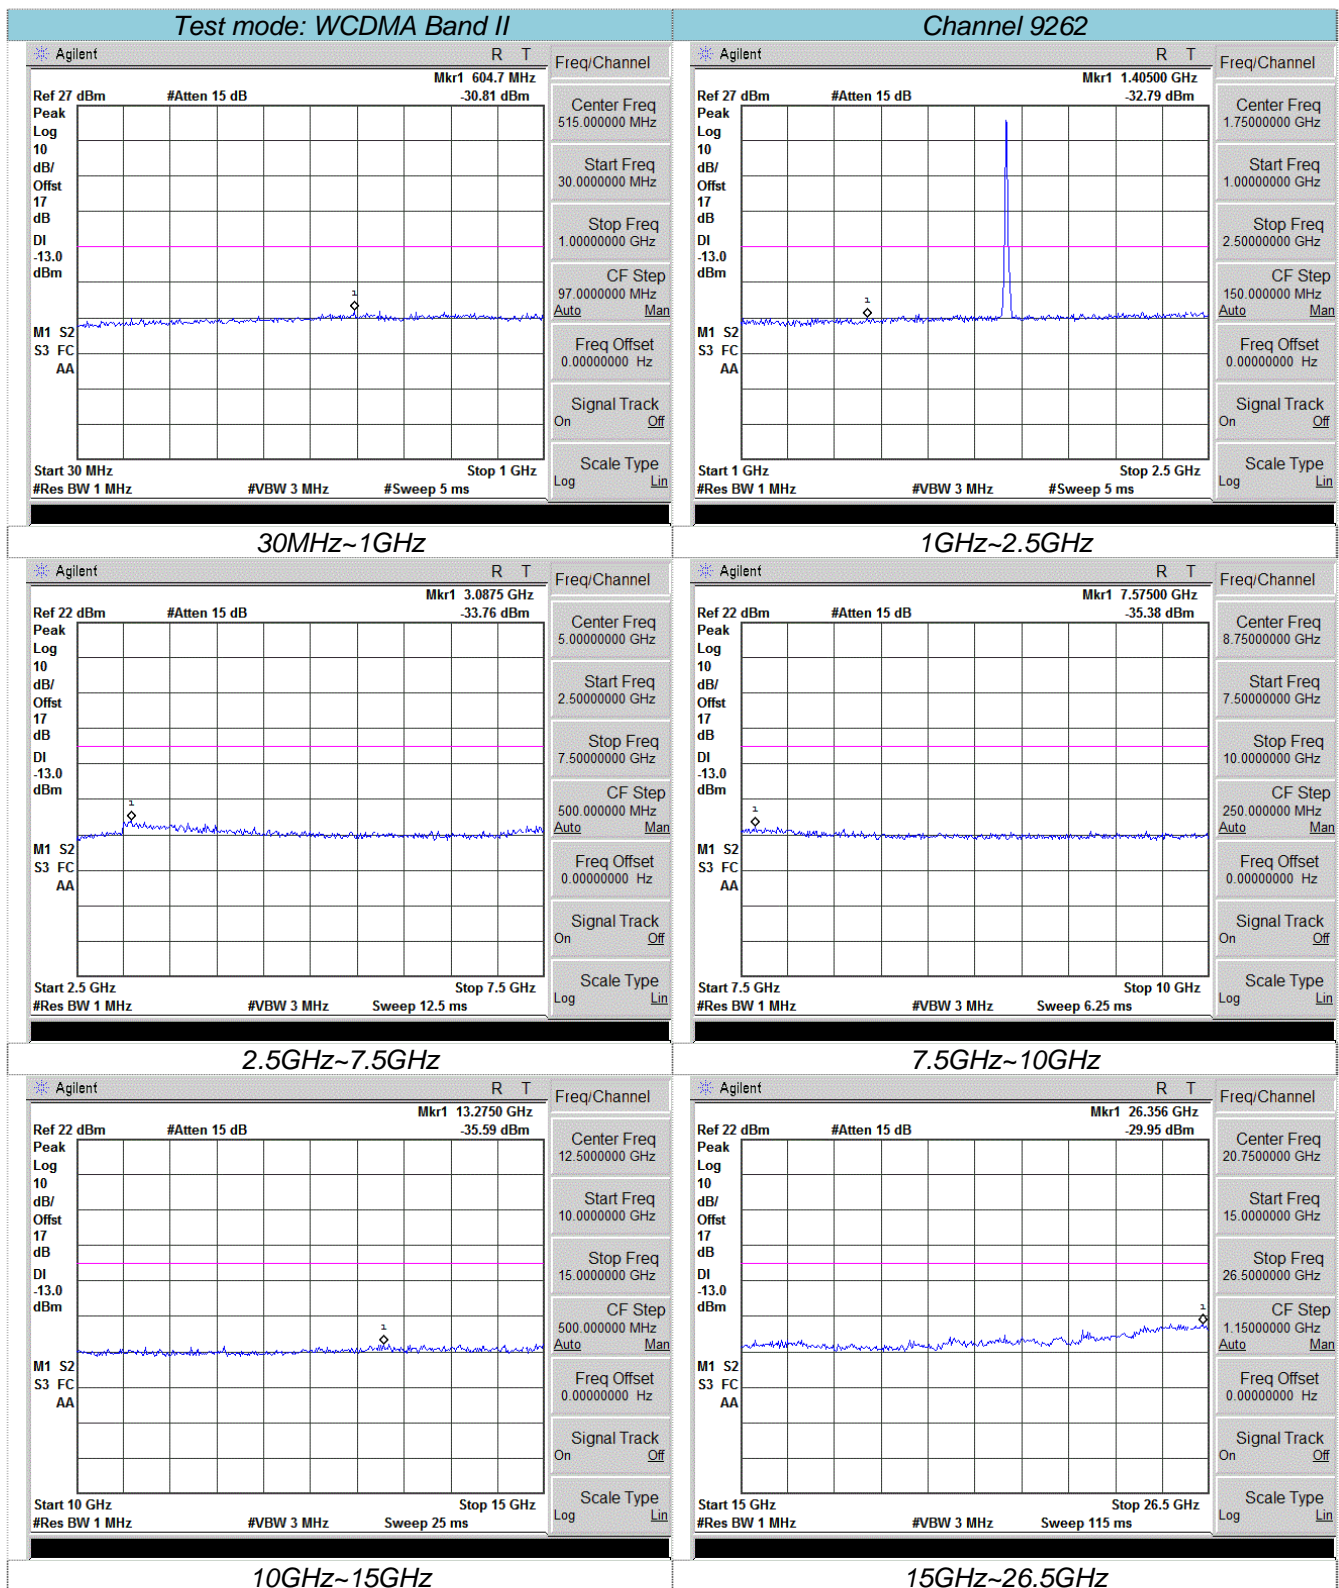 Test mode: WCDMA Band II
Channel 9262
Agilent R T
Mkr1 604.7 MHz
Ref 27 dBm #Atten 15 dB -30.81 dBm
Peak
Log
10
dB/
Offst
17
dB
DI
-13.0
dBm
1
M1 S2
S3 FC
AA
Start 30 MHz Stop 1 GHz
#Res BW 1 MHz #VBW 3 MHz #Sweep 5 ms
Freq/Channel
Center Freq
515.000000 MHz
Start Freq
30.0000000 MHz
Stop Freq
1.00000000 GHz
CF Step
97.0000000 MHz
Auto Man
Freq Offset
0.00000000 Hz
Signal Track
On Off
Scale Type
Log Lin
30MHz~1GHz
Agilent R T
Mkr1 1.40500 GHz
Ref 27 dBm #Atten 15 dB -32.79 dBm
Peak
Log
10
dB/
Offst
17
dB
DI
-13.0
dBm
1
M1 S2
S3 FC
AA
Start 1 GHz Stop 2.5 GHz
#Res BW 1 MHz #VBW 3 MHz #Sweep 5 ms
Freq/Channel
Center Freq
1.75000000 GHz
Start Freq
1.00000000 GHz
Stop Freq
2.50000000 GHz
CF Step
150.000000 MHz
Auto Man
Freq Offset
0.00000000 Hz
Signal Track
On Off
Scale Type
Log Lin
1GHz~2.5GHz
Agilent R T
Mkr1 3.0875 GHz
Ref 22 dBm #Atten 15 dB -33.76 dBm
Peak
Log
10
dB/
Offst
17
dB
DI
-13.0
dBm
1
M1 S2
S3 FC
AA
Start 2.5 GHz Stop 7.5 GHz
#Res BW 1 MHz #VBW 3 MHz Sweep 12.5 ms
Freq/Channel
Center Freq
5.00000000 GHz
Start Freq
2.50000000 GHz
Stop Freq
7.50000000 GHz
CF Step
500.000000 MHz
Auto Man
Freq Offset
0.00000000 Hz
Signal Track
On Off
Scale Type
Log Lin
2.5GHz~7.5GHz
Agilent R T
Mkr1 7.57500 GHz
Ref 22 dBm #Atten 15 dB -35.38 dBm
Peak
Log
10
dB/
Offst
17
dB
DI
-13.0
dBm
1
M1 S2
S3 FC
AA
Start 7.5 GHz Stop 10 GHz
#Res BW 1 MHz #VBW 3 MHz Sweep 6.25 ms
Freq/Channel
Center Freq
8.75000000 GHz
Start Freq
7.50000000 GHz
Stop Freq
10.0000000 GHz
CF Step
250.000000 MHz
Auto Man
Freq Offset
0.00000000 Hz
Signal Track
On Off
Scale Type
Log Lin
7.5GHz~10GHz
Agilent R T
Mkr1 13.2750 GHz
Ref 22 dBm #Atten 15 dB -35.59 dBm
Peak
Log
10
dB/
Offst
17
dB
DI
-13.0
dBm
1
M1 S2
S3 FC
AA
Start 10 GHz Stop 15 GHz
#Res BW 1 MHz #VBW 3 MHz Sweep 25 ms
Freq/Channel
Center Freq
12.5000000 GHz
Start Freq
10.0000000 GHz
Stop Freq
15.0000000 GHz
CF Step
500.000000 MHz
Auto Man
Freq Offset
0.00000000 Hz
Signal Track
On Off
Scale Type
Log Lin
10GHz~15GHz
Agilent R T
Mkr1 26.356 GHz
Ref 22 dBm #Atten 15 dB -29.95 dBm
Peak
Log
10
dB/
Offst
17
dB
DI
-13.0
dBm
1
M1 S2
S3 FC
AA
Start 15 GHz Stop 26.5 GHz
#Res BW 1 MHz #VBW 3 MHz Sweep 115 ms
Freq/Channel
Center Freq
20.7500000 GHz
Start Freq
15.0000000 GHz
Stop Freq
26.5000000 GHz
CF Step
1.15000000 GHz
Auto Man
Freq Offset
0.00000000 Hz
Signal Track
On Off
Scale Type
Log Lin
15GHz~26.5GHz